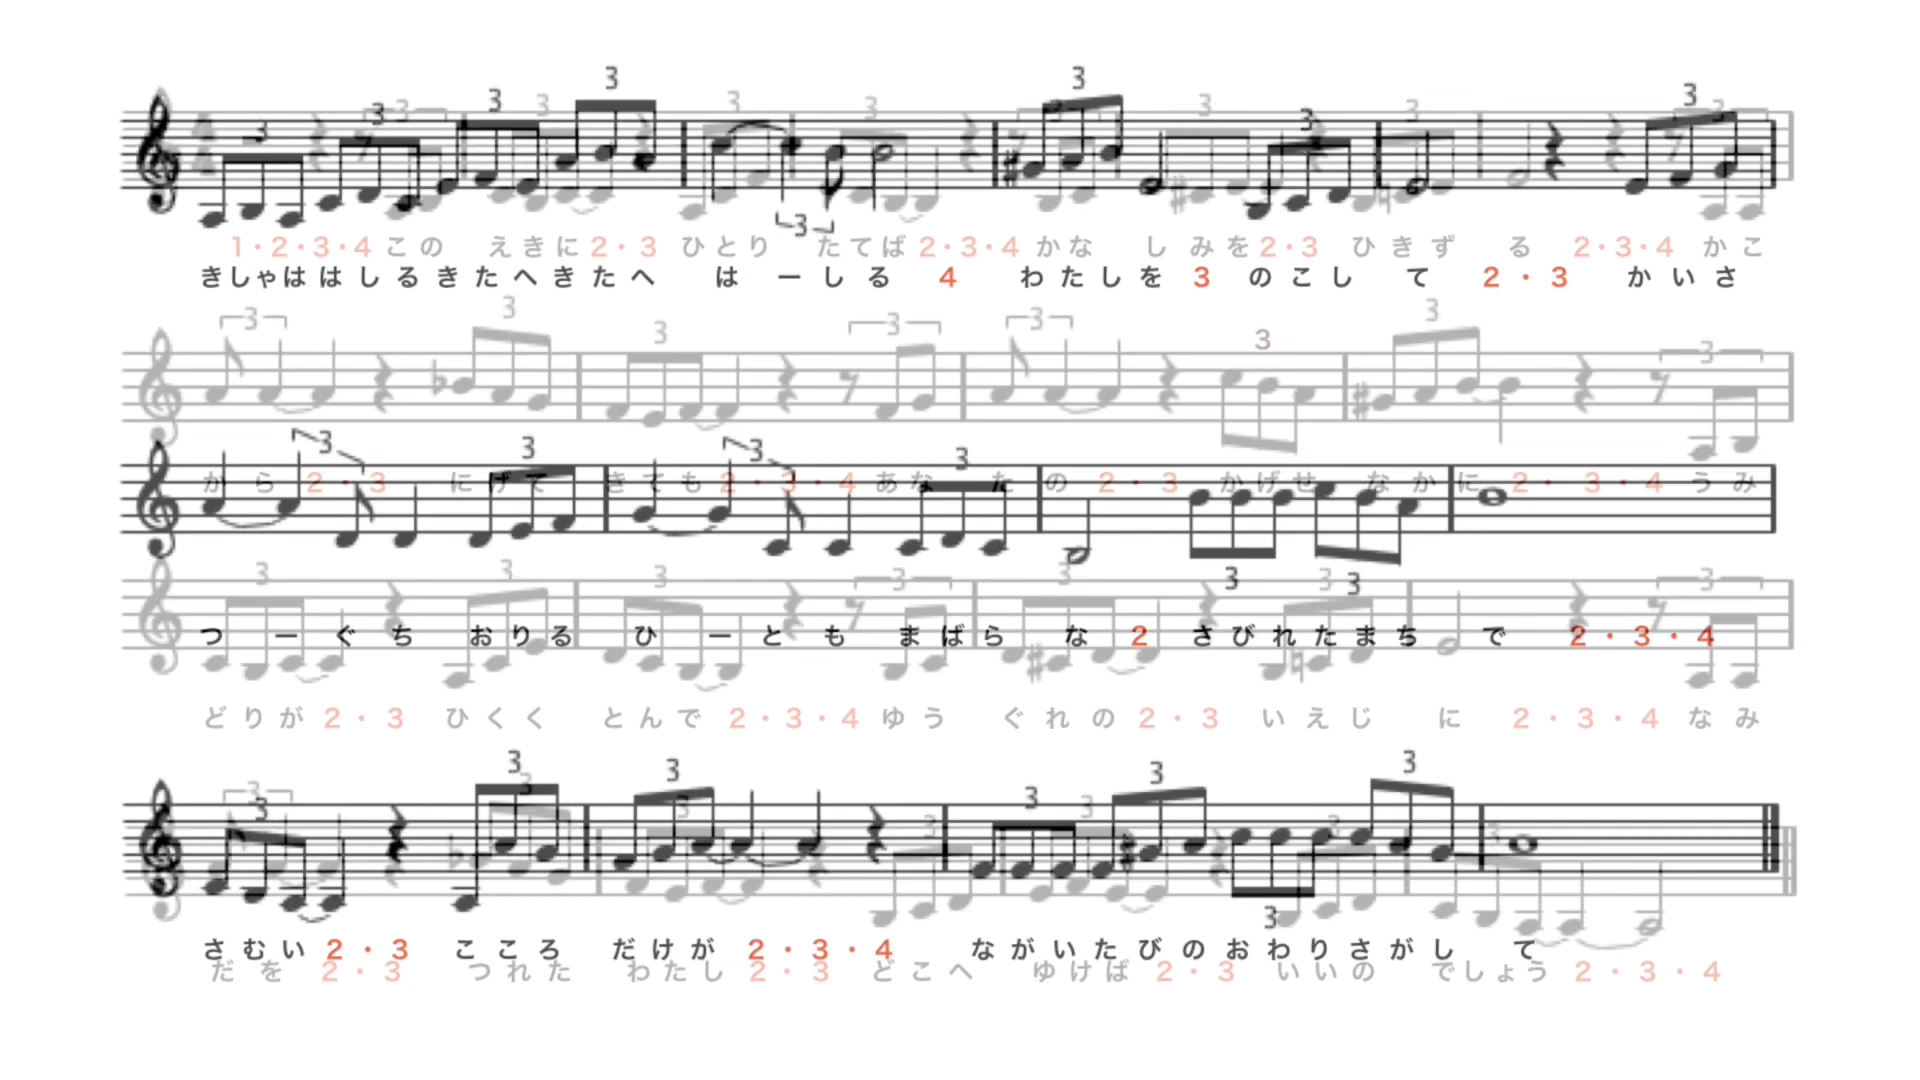 1・2・3・4 この えきに 2・3 ひとり たてば 2・3・4 かな しみを 2・3 ひきず る 2・3・4 かこ
きしゃは はしる きたへ きたへ はーしる 4 わたしを 3 のこし て 2・3 かいさ
から 2・3 にげて きても 2・3・4 あな たの 2・3 かげせ なかに 2・3・4 うみ
つーぐち おりる ひーとも まばら な 2 さびれたまち で 2・3・4
どりが 2・3 ひくく とんで 2・3・4 ゆう ぐれの 2・3 いえじ に 2・3・4 なみ
さむい 2・3 こころ だけが 2・3・4 ながいたびのおわりさがし て
だを 2・3 つれた わたし 2・3 どこへ ゆけば 2・3 いいの でしょう 2・3・4